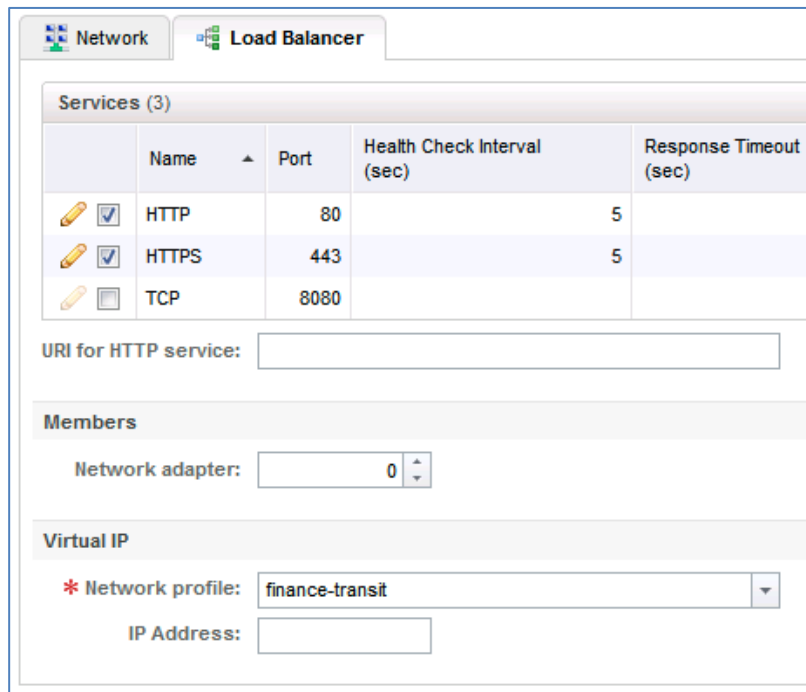 Network Load Balancer
Services (3)
Name Port Health Check Interval (sec) Response Timeout (sec)
HTTP 80 5
HTTPS 443 5
TCP 8080
URI for HTTP service:
Members
Network adapter: 0
Virtual IP
* Network profile: finance-transit
IP Address: